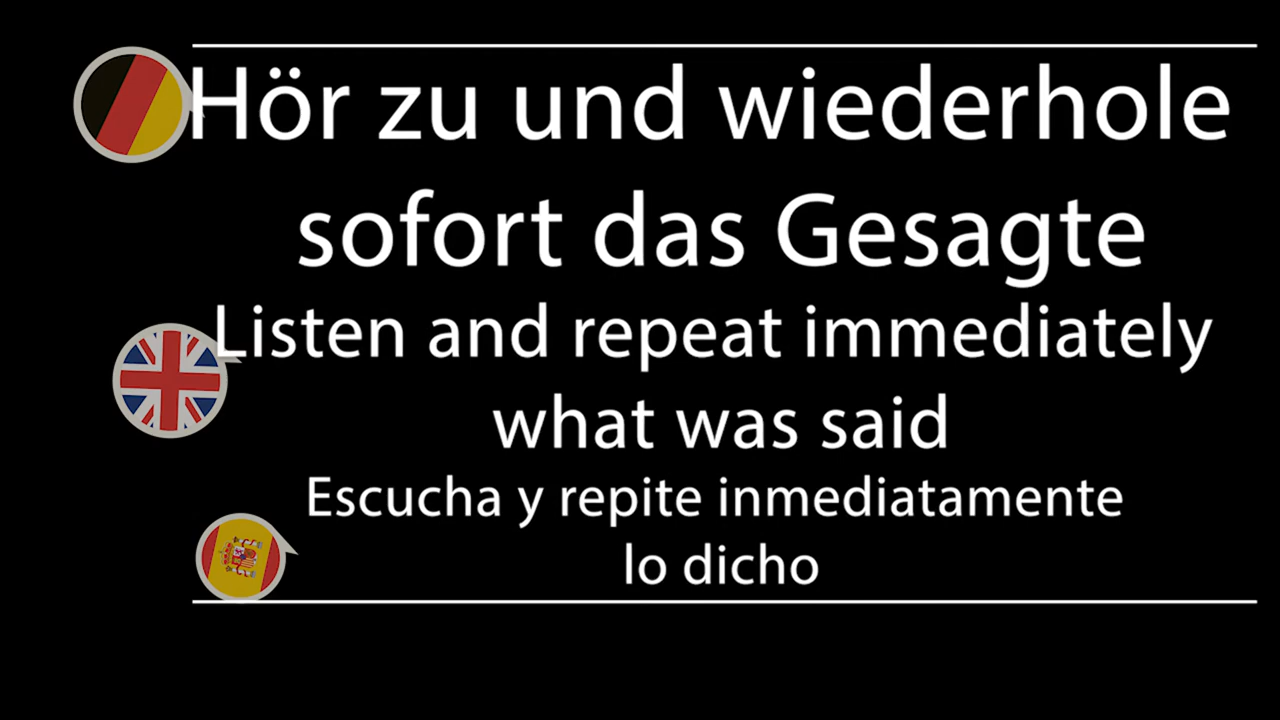 Hör zu und wiederhole
sofort das Gesagte
Listen and repeat immediately
what was said
Escucha y repite inmediatamente
lo dicho